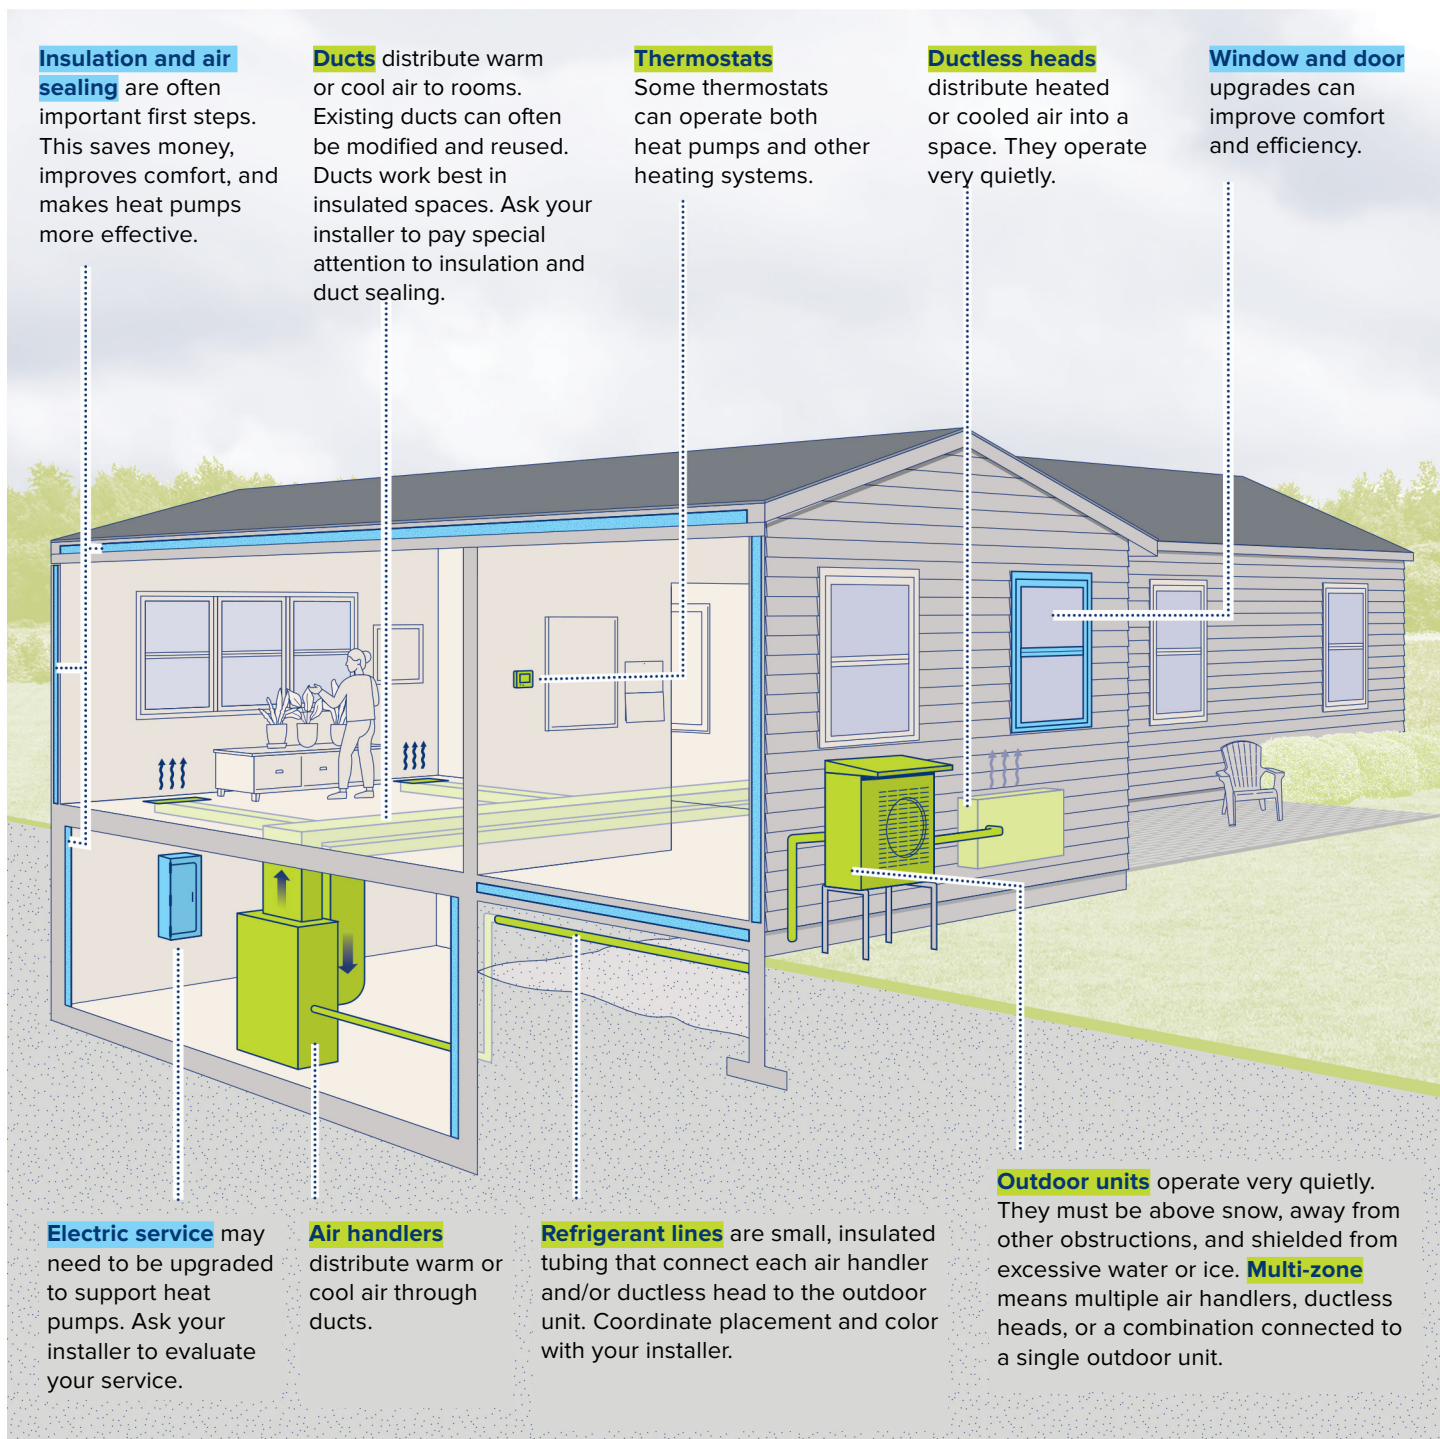 Insulation and air
sealing are often
important first steps.
This saves money,
improves comfort, and
makes heat pumps
more effective.
Ducts distribute warm
or cool air to rooms.
Existing ducts can often
be modified and reused.
Ducts work best in
insulated spaces. Ask your
installer to pay special
attention to insulation and
duct sealing.
Thermostats
Some thermostats
can operate both
heat pumps and other
heating systems.
Ductless heads
distribute heated
or cooled air into a
space. They operate
very quietly.
Window and door
upgrades can
improve comfort
and efficiency.
Electric service may
need to be upgraded
to support heat
pumps. Ask your
installer to evaluate
your service.
Air handlers
distribute warm or
cool air through
ducts.
Refrigerant lines are small, insulated
tubing that connect each air handler
and/or ductless head to the outdoor
unit. Coordinate placement and color
with your installer.
Outdoor units operate very quietly.
They must be above snow, away from
other obstructions, and shielded from
excessive water or ice. Multi-zone
means multiple air handlers, ductless
heads, or a combination connected to
a single outdoor unit.